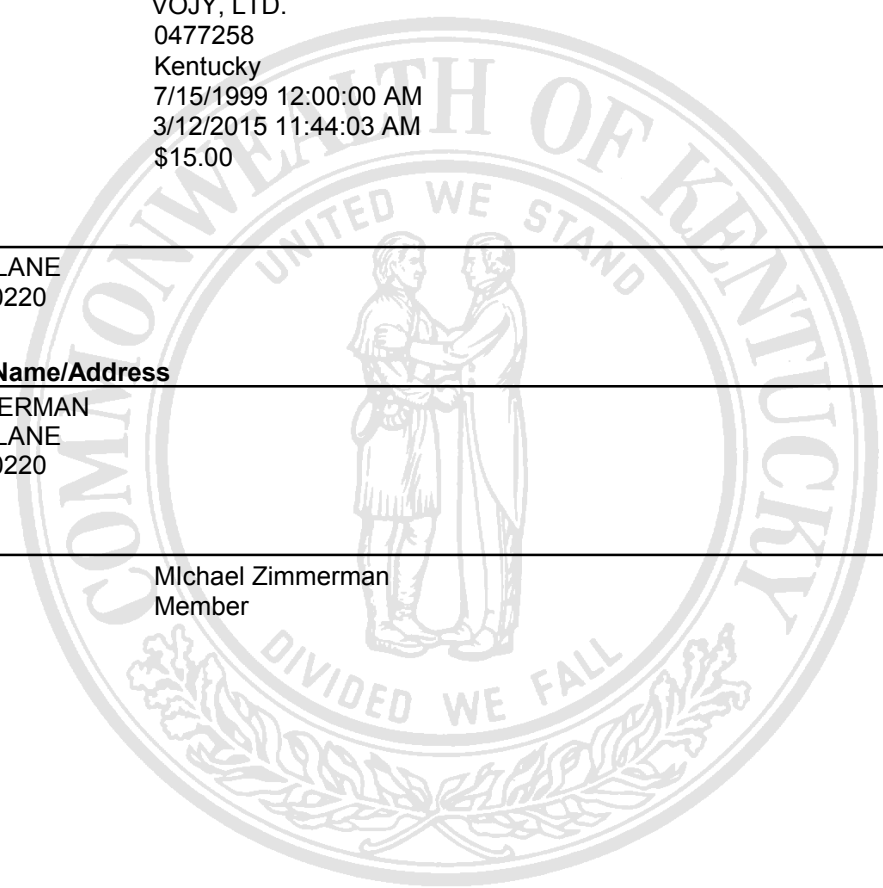 VOJY, LTD.
0477258
Kentucky
7/15/1999 12:00:00 AM
3/12/2015 11:44:03 AM
$15.00
COMMONWEALTH OF KENTUCKY
UNITED WE STAND
LANE
0220
Name/Address
ERMAN
LANE
0220
MIchael Zimmerman
Member
DIVIDED WE FALL